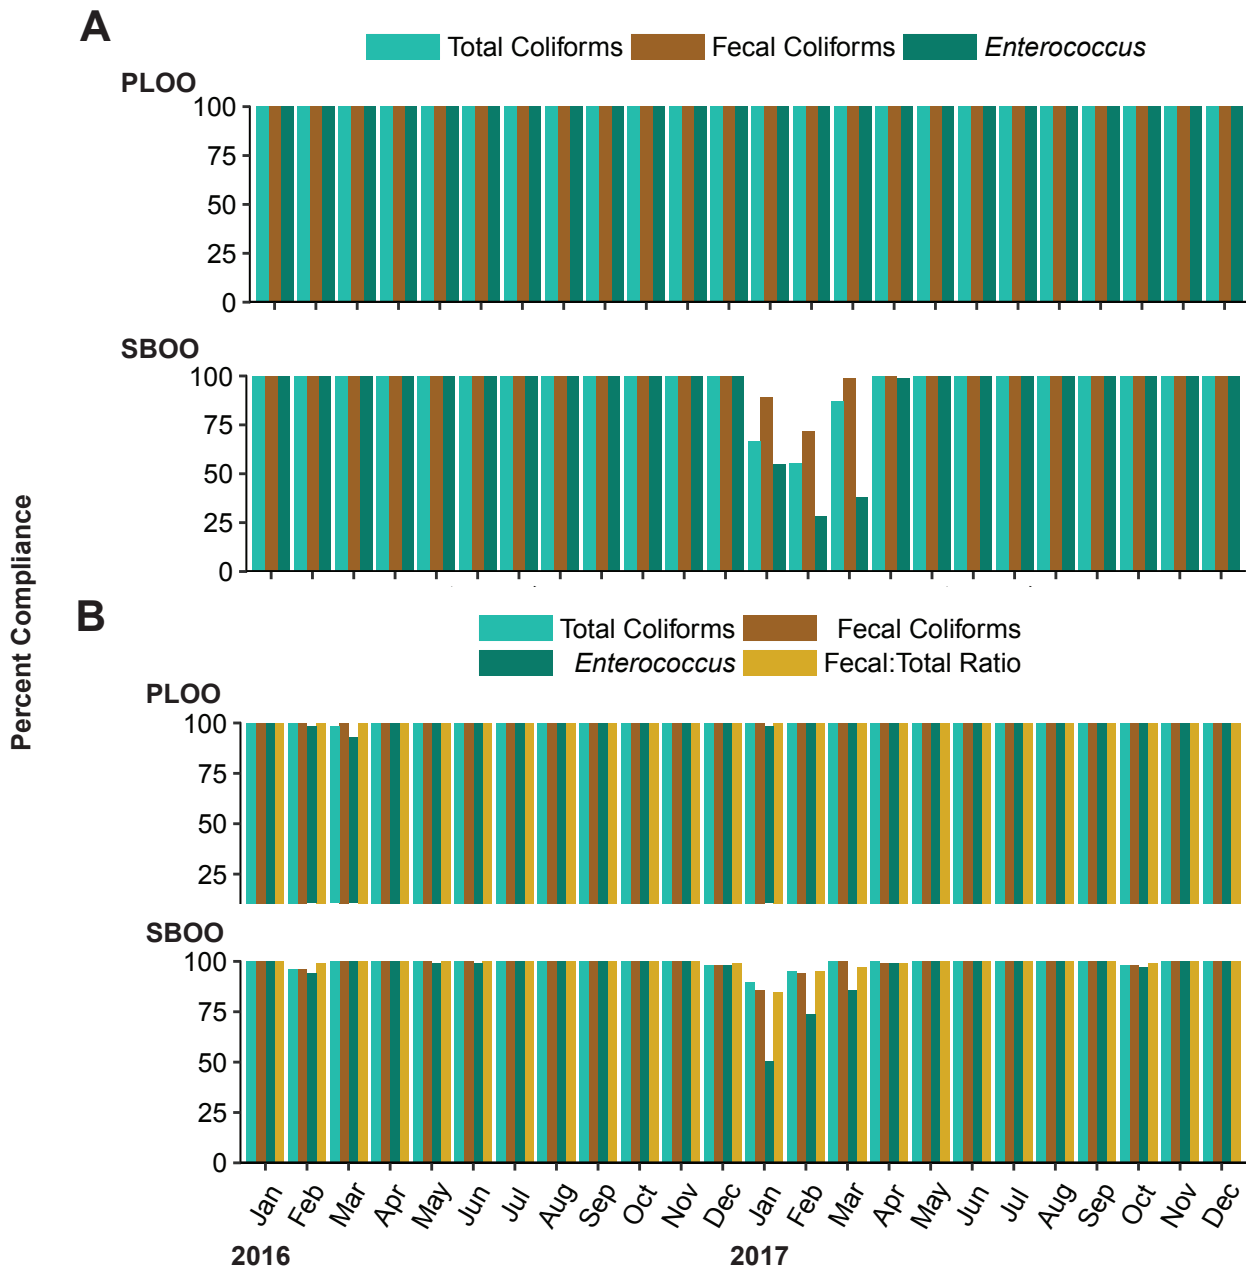 A
Total Coliforms Fecal Coliforms Enterococcus
PLOO
100
75
50
25
0
SBOO
100
75
50
25
0
Percent Compliance
B
Total Coliforms Fecal Coliforms
Enterococcus Fecal:Total Ratio
PLOO
100
75
50
25
SBOO
100
75
50
25
0
Jan Feb Mar Apr May Jun Jul Aug Sep Oct Nov Dec Jan Feb Mar Apr May Jun Jul Aug Sep Oct Nov Dec
2016 2017